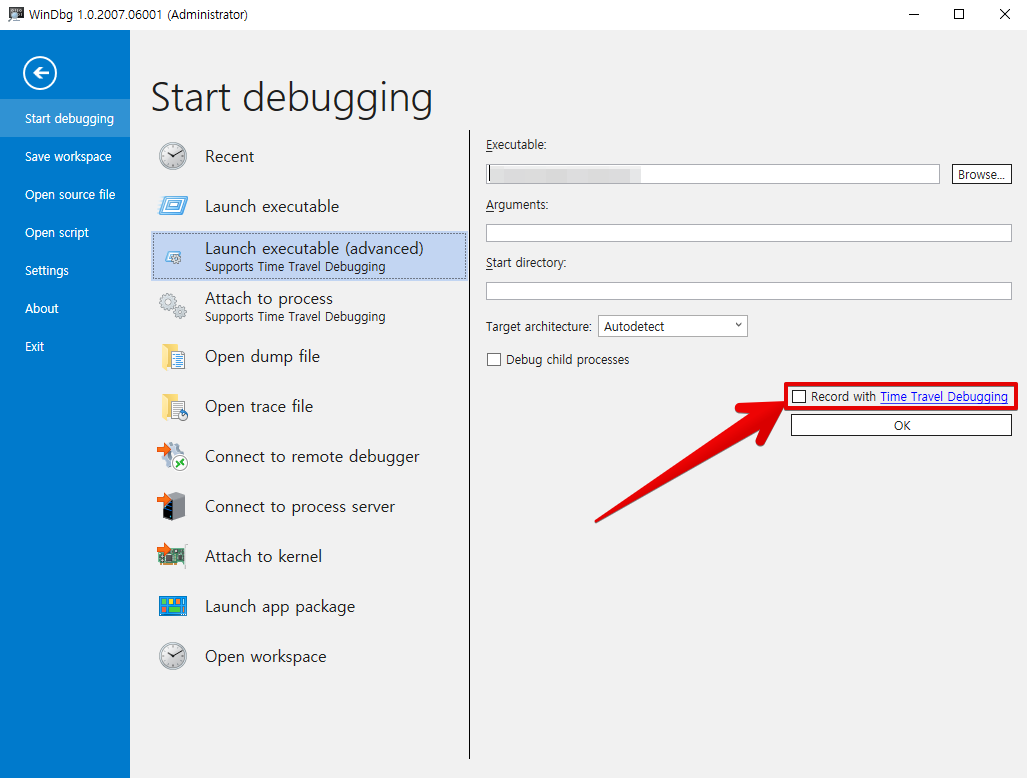 WinDbg 1.0.2007.06001 (Administrator)
Start debugging
Save workspace
Open source file
Open script
Settings
About
Exit
Start debugging
Recent
Launch executable
Launch executable (advanced)
Supports Time Travel Debugging
Attach to process
Supports Time Travel Debugging
Open dump file
Open trace file
Connect to remote debugger
Connect to process server
Attach to kernel
Launch app package
Open workspace
Executable:
Browse...
Arguments:
Start directory:
Target architecture: Autodetect
Debug child processes
Record with Time Travel Debugging
OK